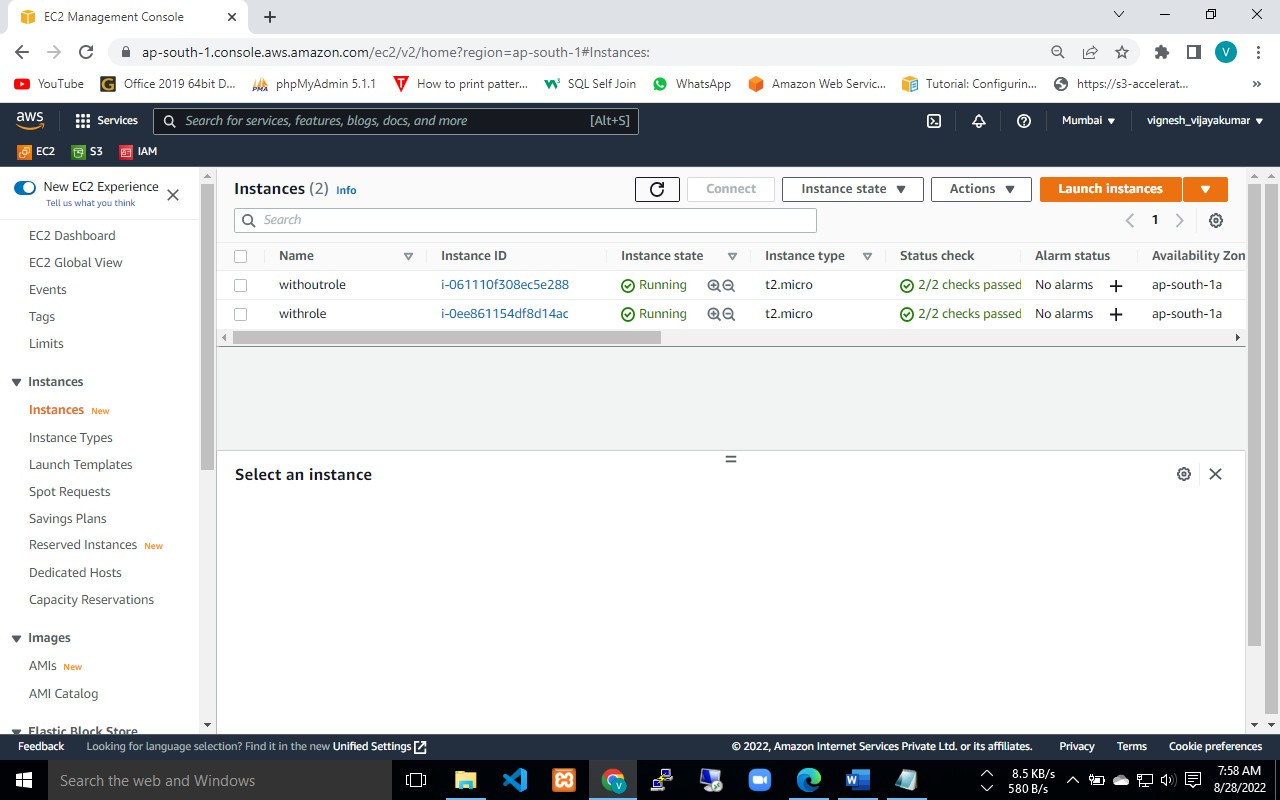 EC2 Management Console
ap-south-1.console.aws.amazon.com/ec2/v2/home?region=ap-south-1#Instances:
V
YouTube
G Office 2019 64bit D...
PMA phpMyAdmin 5.1.1
T How to print patter...
W3 SQL Self Join
WhatsApp
Amazon Web Servic...
Tutorial: Configurin...
https://s3-accelerat...
»
aws
Services
Search for services, features, blogs, docs, and more [Alt+S]
Mumbai
vignesh_vijayakumar
EC2
S3
IAM
New EC2 Experience
Tell us what you think
EC2 Dashboard
EC2 Global View
Events
Tags
Limits
Instances
Instances New
Instance Types
Launch Templates
Spot Requests
Savings Plans
Reserved Instances New
Dedicated Hosts
Capacity Reservations
Images
AMIs New
AMI Catalog
Elastic Block Store
Instances (2) Info
Connect
Instance state
Actions
Launch instances
Search
1
Name Instance ID Instance state Instance type Status check Alarm status Availability Zon
withoutrole i-061110f308ec5e288 Running t2.micro 2/2 checks passed No alarms + ap-south-1a
withrole i-0ee861154df8d14ac Running t2.micro 2/2 checks passed No alarms + ap-south-1a
Select an instance
Feedback Looking for language selection? Find it in the new Unified Settings
© 2022, Amazon Internet Services Private Ltd. or its affiliates. Privacy Terms Cookie preferences
Search the web and Windows
8.5 KB/s
580 B/s
7:58 AM
8/28/2022